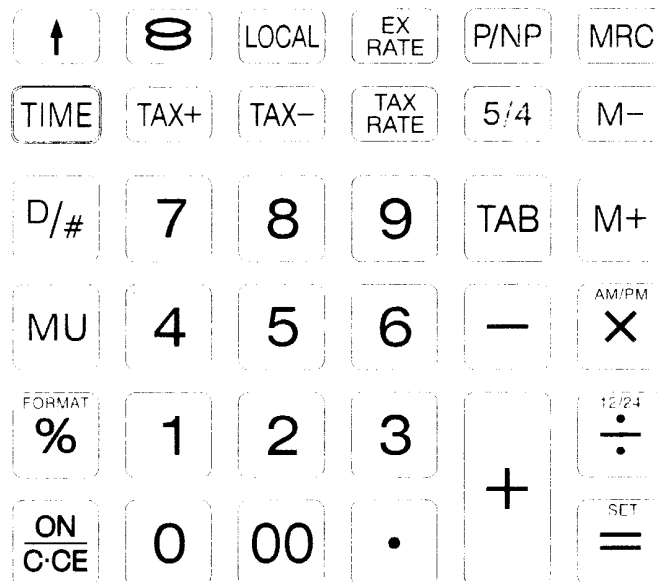 ↑ LOCAL EX RATE P/NP MRC
TIME TAX+ TAX− TAX RATE 5/4 M−
D/# 7 8 9 TAB M+
MU 4 5 6 − AM/PM ×
FORMAT % 1 2 3 + 12/24 ÷
ON C·CE 0 00 · SET =